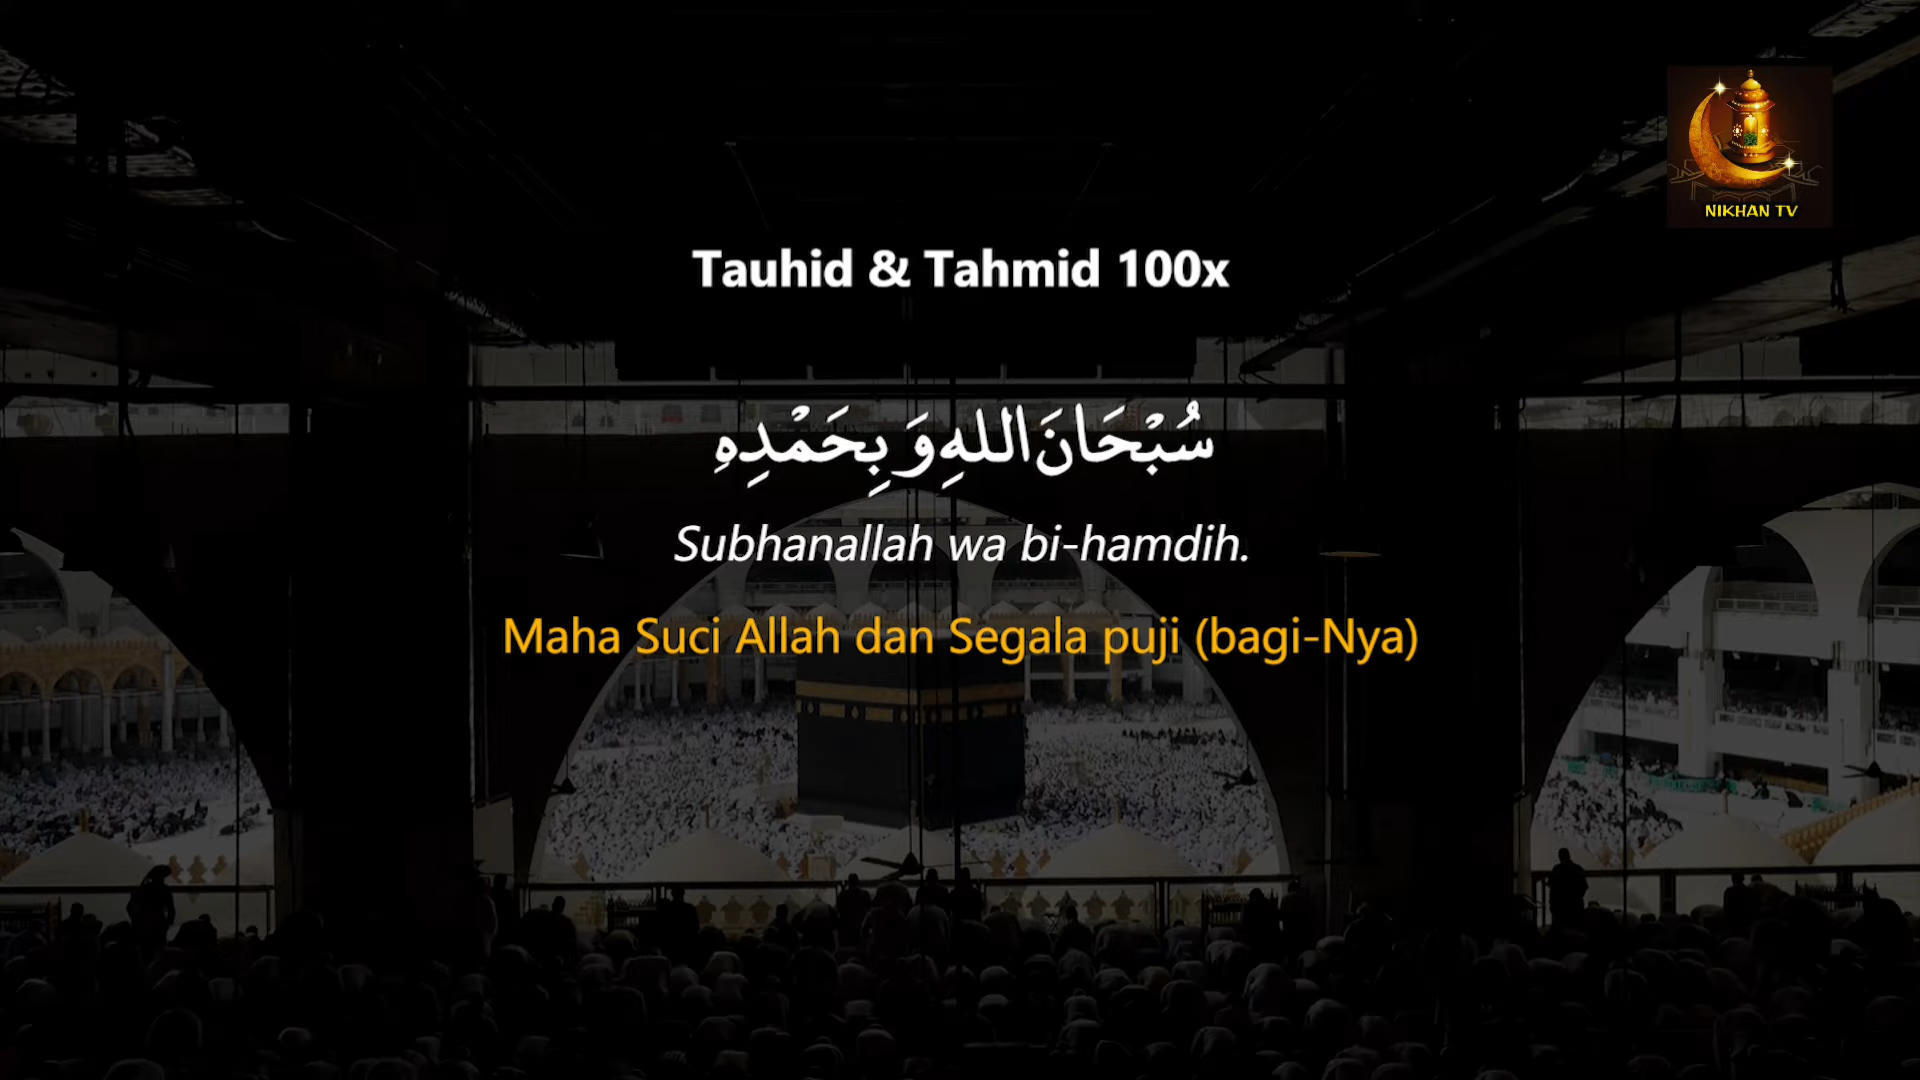 NIKHAN TV
Tauhid & Tahmid 100x
سُبْحَانَ اللهِ وَ بِحَمْدِهِ
Subhanallah wa bi-hamdih.
Maha Suci Allah dan Segala puji (bagi-Nya)